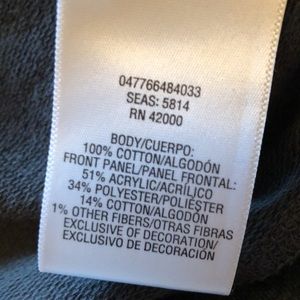 047766484033
SEAS: 5814
RN 42000
BODY/CUERPO:
100% COTTON/ALGODÓN
FRONT PANEL/PANEL FRONTAL:
51% ACRYLIC/ACRÍLICO
34% POLYESTER/POLIÉSTER
14% COTTON/ALGODÓN
1% OTHER FIBERS/OTRAS FIBRAS
EXCLUSIVE OF DECORATION/
EXCLUSIVO DE DECORACIÓN